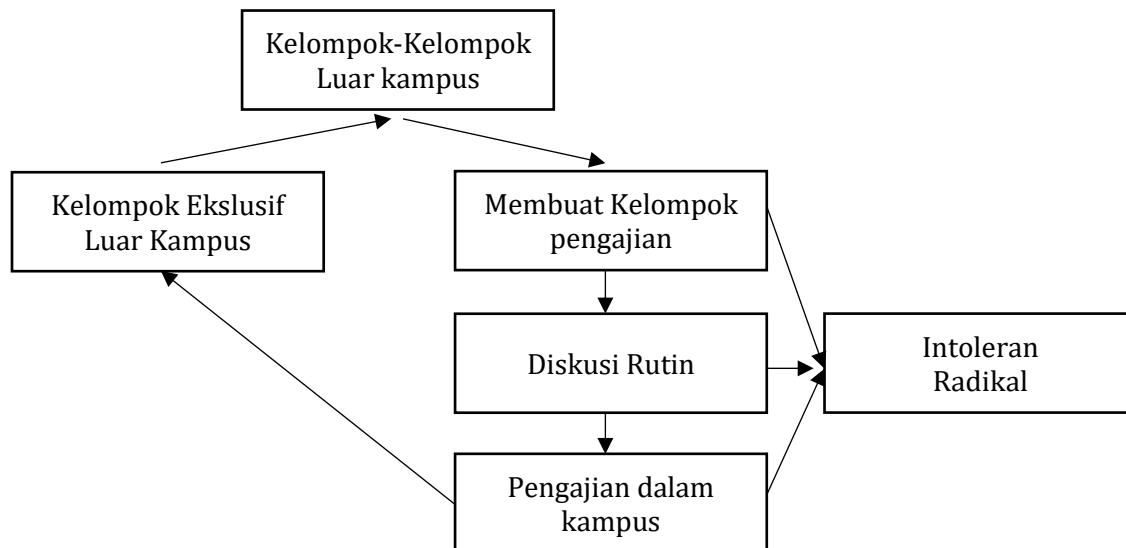 Kelompok-Kelompok
Luar kampus
Kelompok Ekslusif
Luar Kampus
Membuat Kelompok
pengajian
Diskusi Rutin
Intoleran
Radikal
Pengajian dalam
kampus